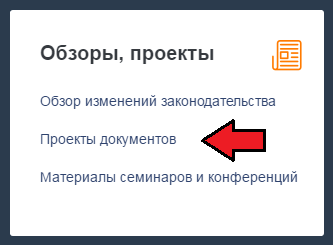 Обзоры, проекты
Обзор изменений законодательства
Проекты документов
Материалы семинаров и конференций